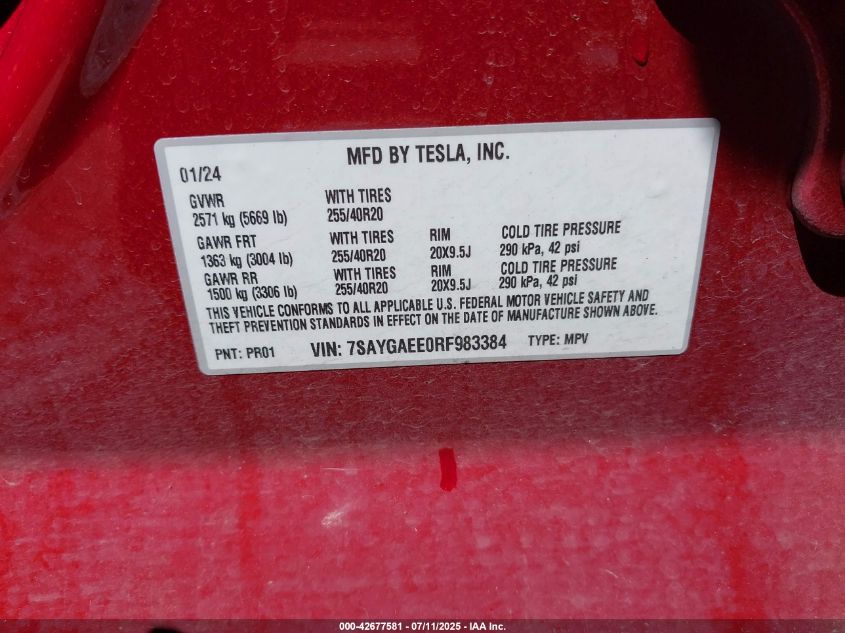 MFD BY TESLA, INC.
01/24
GVWR WITH TIRES
2571 kg (5669 lb) 255/40R20
GAWR FRT WITH TIRES RIM COLD TIRE PRESSURE
1363 kg (3004 lb) 255/40R20 20X9.5J 290 kPa, 42 psi
GAWR RR WITH TIRES RIM COLD TIRE PRESSURE
1500 kg (3306 lb) 255/40R20 20X9.5J 290 kPa, 42 psi
THIS VEHICLE CONFORMS TO ALL APPLICABLE U.S. FEDERAL MOTOR VEHICLE SAFETY AND
THEFT PREVENTION STANDARDS IN EFFECT ON THE DATE OF MANUFACTURE SHOWN ABOVE.
PNT: PR01 VIN: 7SAYGAEE0RF983384 TYPE: MPV
000-42677581 - 07/11/2025 - IAA Inc.